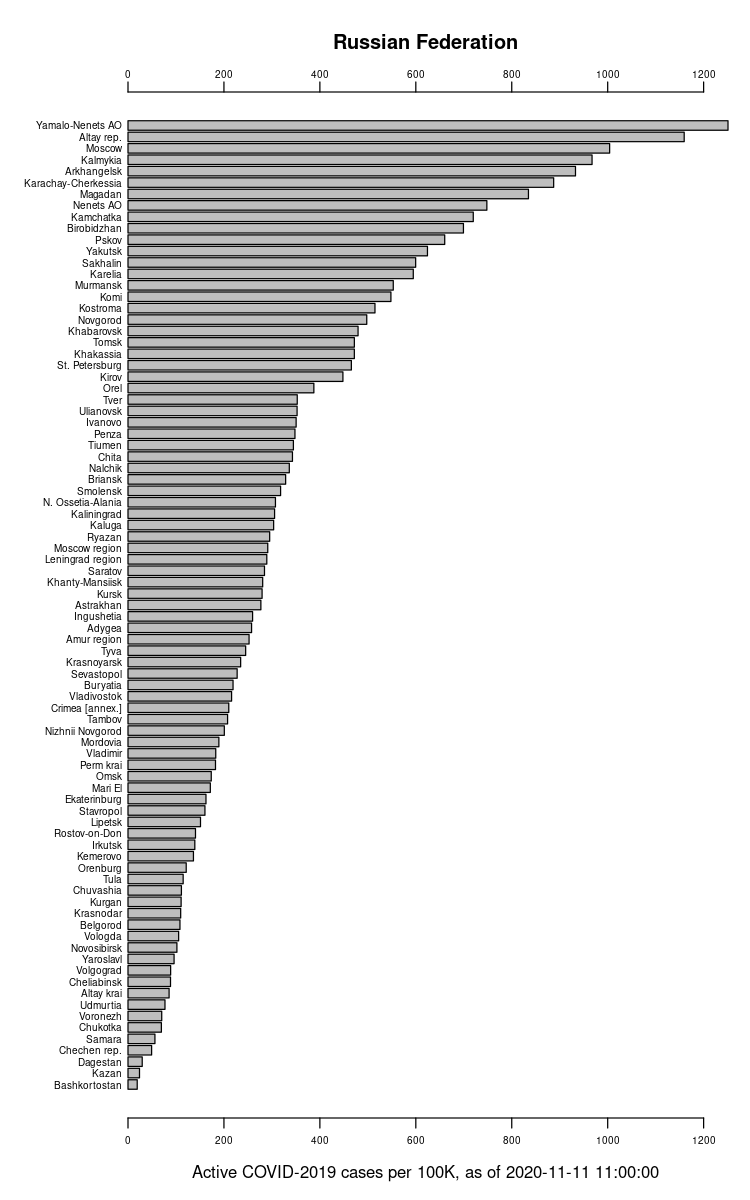 Russian Federation
0 200 400 600 800 1000 1200
Yamalo-Nenets AO
Altay rep.
Moscow
Kalmykia
Arkhangelsk
Karachay-Cherkessia
Magadan
Nenets AO
Kamchatka
Birobidzhan
Pskov
Yakutsk
Sakhalin
Karelia
Murmansk
Komi
Kostroma
Novgorod
Khabarovsk
Tomsk
Khakassia
St. Petersburg
Kirov
Orel
Tver
Ulianovsk
Ivanovo
Penza
Tiumen
Chita
Nalchik
Briansk
Smolensk
N. Ossetia-Alania
Kaliningrad
Kaluga
Ryazan
Moscow region
Leningrad region
Saratov
Khanty-Mansiisk
Kursk
Astrakhan
Ingushetia
Adygea
Amur region
Tyva
Krasnoyarsk
Sevastopol
Buryatia
Vladivostok
Crimea [annex.]
Tambov
Nizhnii Novgorod
Mordovia
Vladimir
Perm krai
Omsk
Mari El
Ekaterinburg
Stavropol
Lipetsk
Rostov-on-Don
Irkutsk
Kemerovo
Orenburg
Tula
Chuvashia
Kurgan
Krasnodar
Belgorod
Vologda
Novosibirsk
Yaroslavl
Volgograd
Cheliabinsk
Altay krai
Udmurtia
Voronezh
Chukotka
Samara
Chechen rep.
Dagestan
Kazan
Bashkortostan
0 200 400 600 800 1000 1200
Active COVID-2019 cases per 100K, as of 2020-11-11 11:00:00